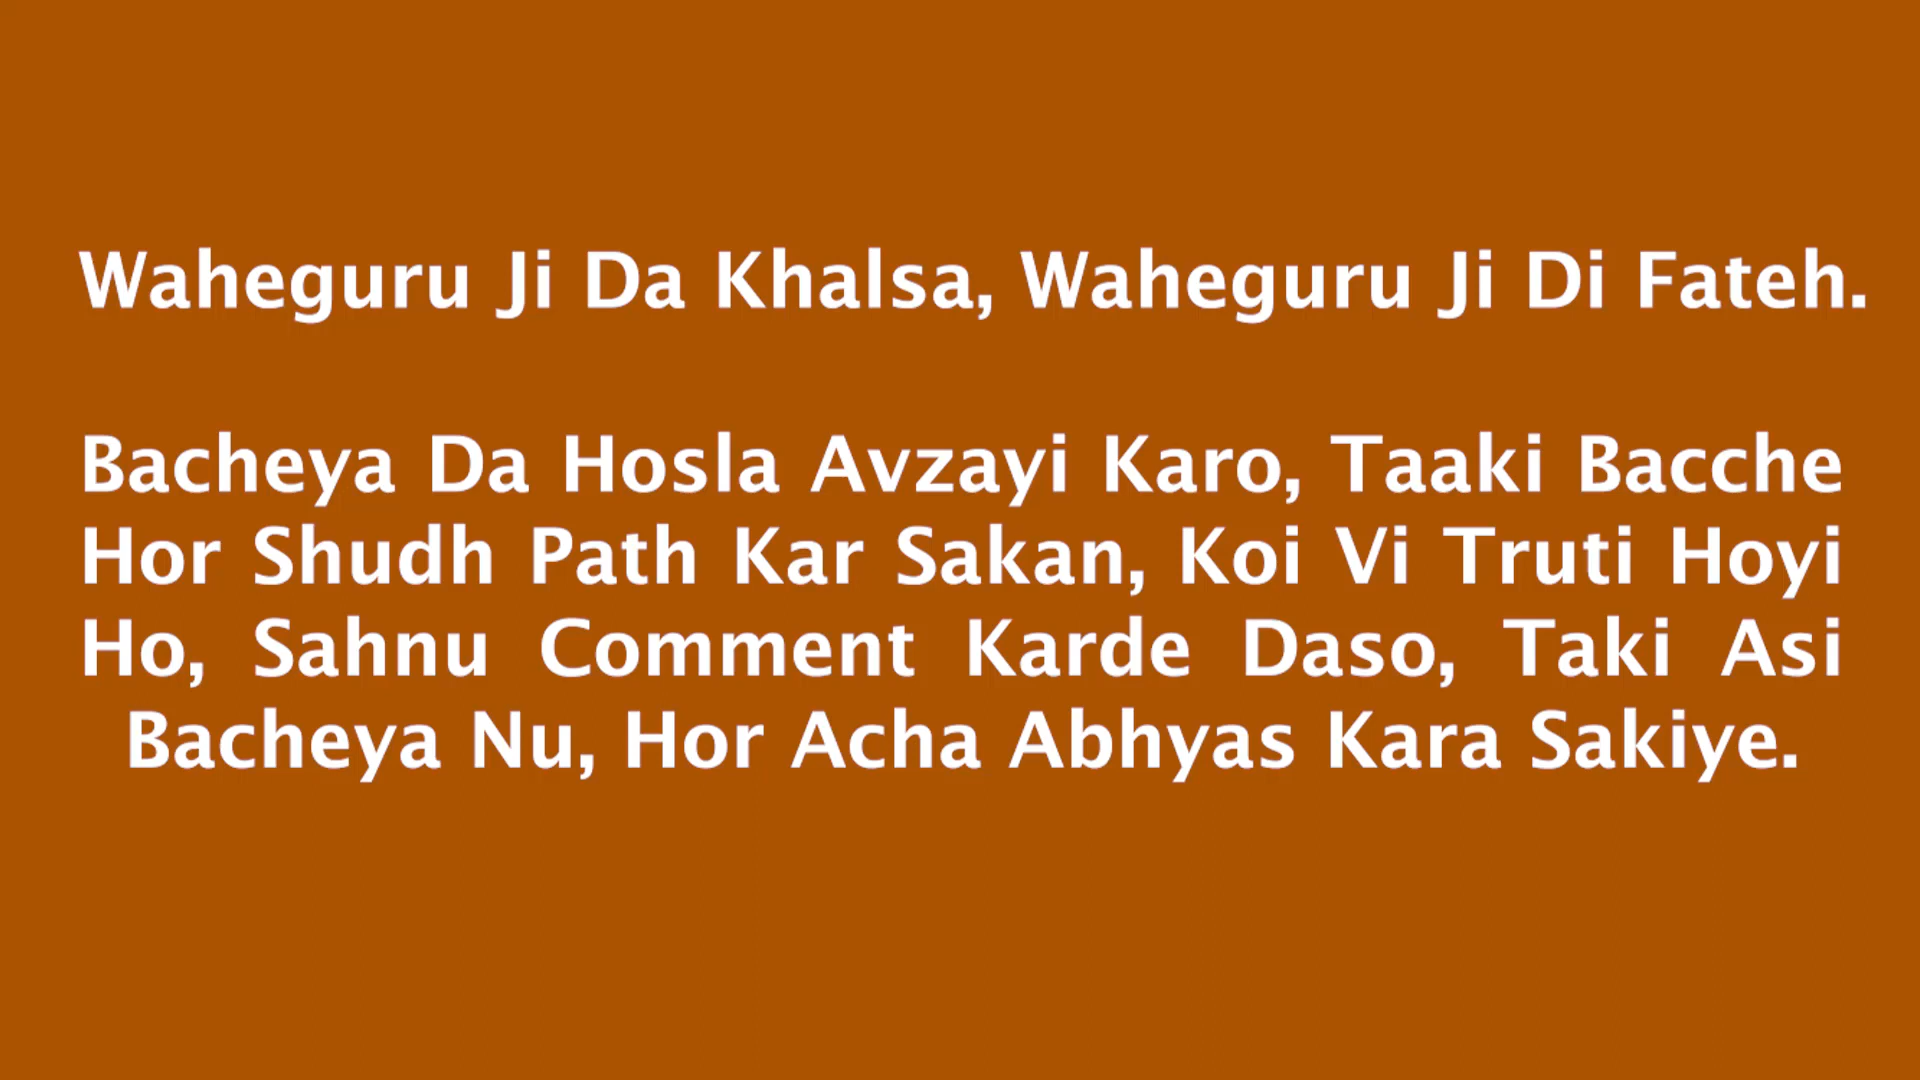 Waheguru Ji Da Khalsa, Waheguru Ji Di Fateh.
Bacheya Da Hosla Avzayi Karo, Taaki Bacche
Hor Shudh Path Kar Sakan, Koi Vi Truti Hoyi
Ho, Sahnu Comment Karde Daso, Taki Asi
Bacheya Nu, Hor Acha Abhyas Kara Sakiye.